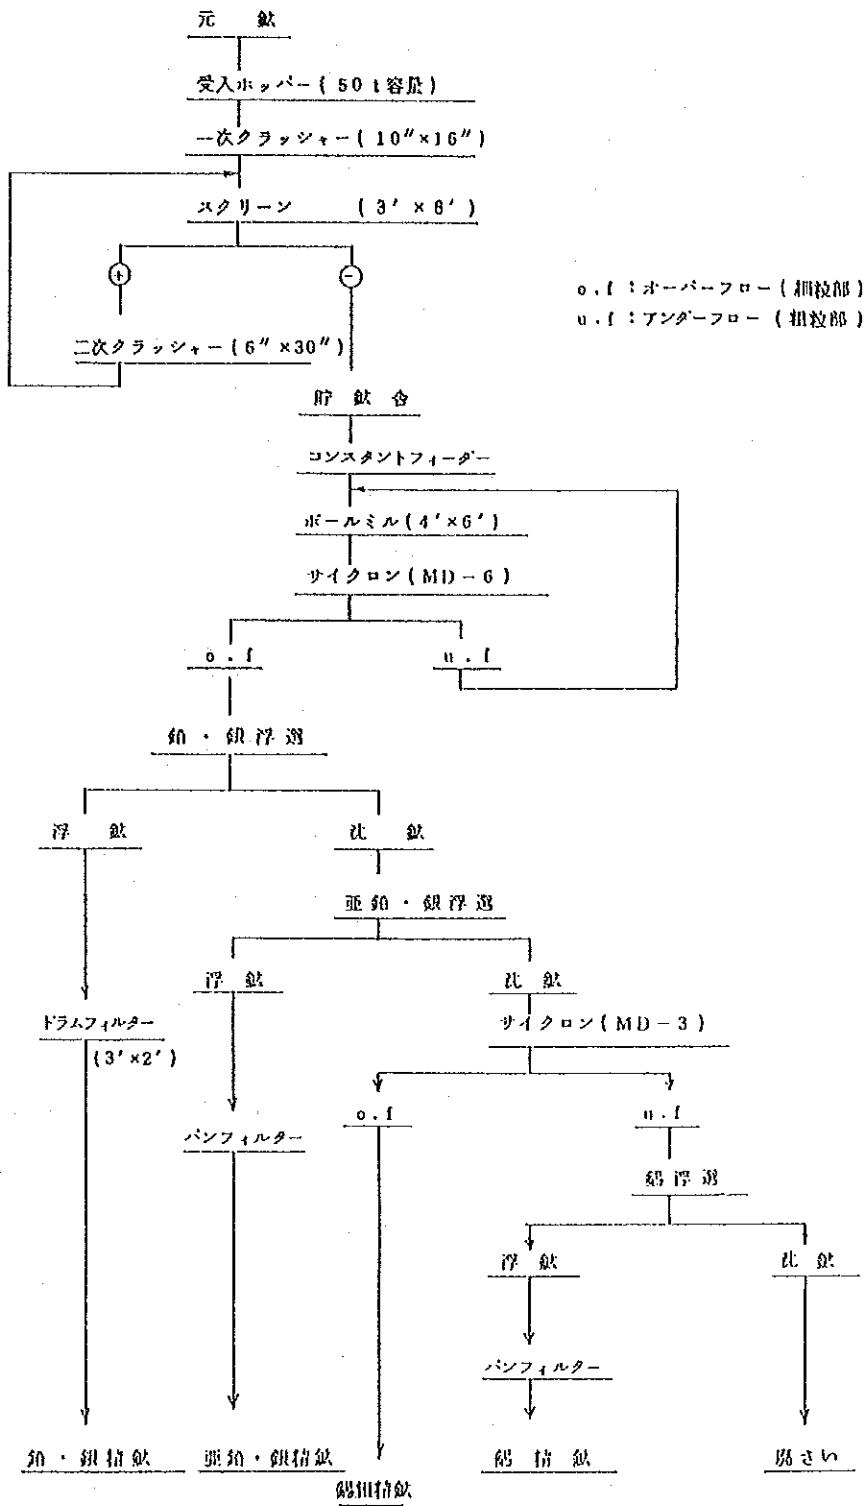 元 鉱
受入ホッパー ( 50 t 容量 )
一次クラッシャー ( 10″×16″ )
スクリーン ( 3′ × 6′ )
+
−
o . f : オーバーフロー ( 細粒部 )
u . f : アンダーフロー ( 粗粒部 )
二次クラッシャー ( 6″ ×30″ )
貯 鉱 舎
コンスタントフィーダー
ボールミル ( 4′×6′ )
サイクロン ( MD − 6 )
o . f
u . f
鉛 ・ 銀 浮 選
浮 鉱
沈 鉱
亜 鉛 ・ 銀 浮 選
浮 鉱
沈 鉱
ドラムフィルター
( 3′×2′ )
サイクロン ( MD − 3 )
o . f
u . f
パンフィルター
錫 浮 選
浮 鉱
沈 鉱
パンフィルター
鉛 ・ 銀 精 鉱
亜 鉛 ・ 銀 精 鉱
錫 精 鉱
廃さい
錫細精鉱